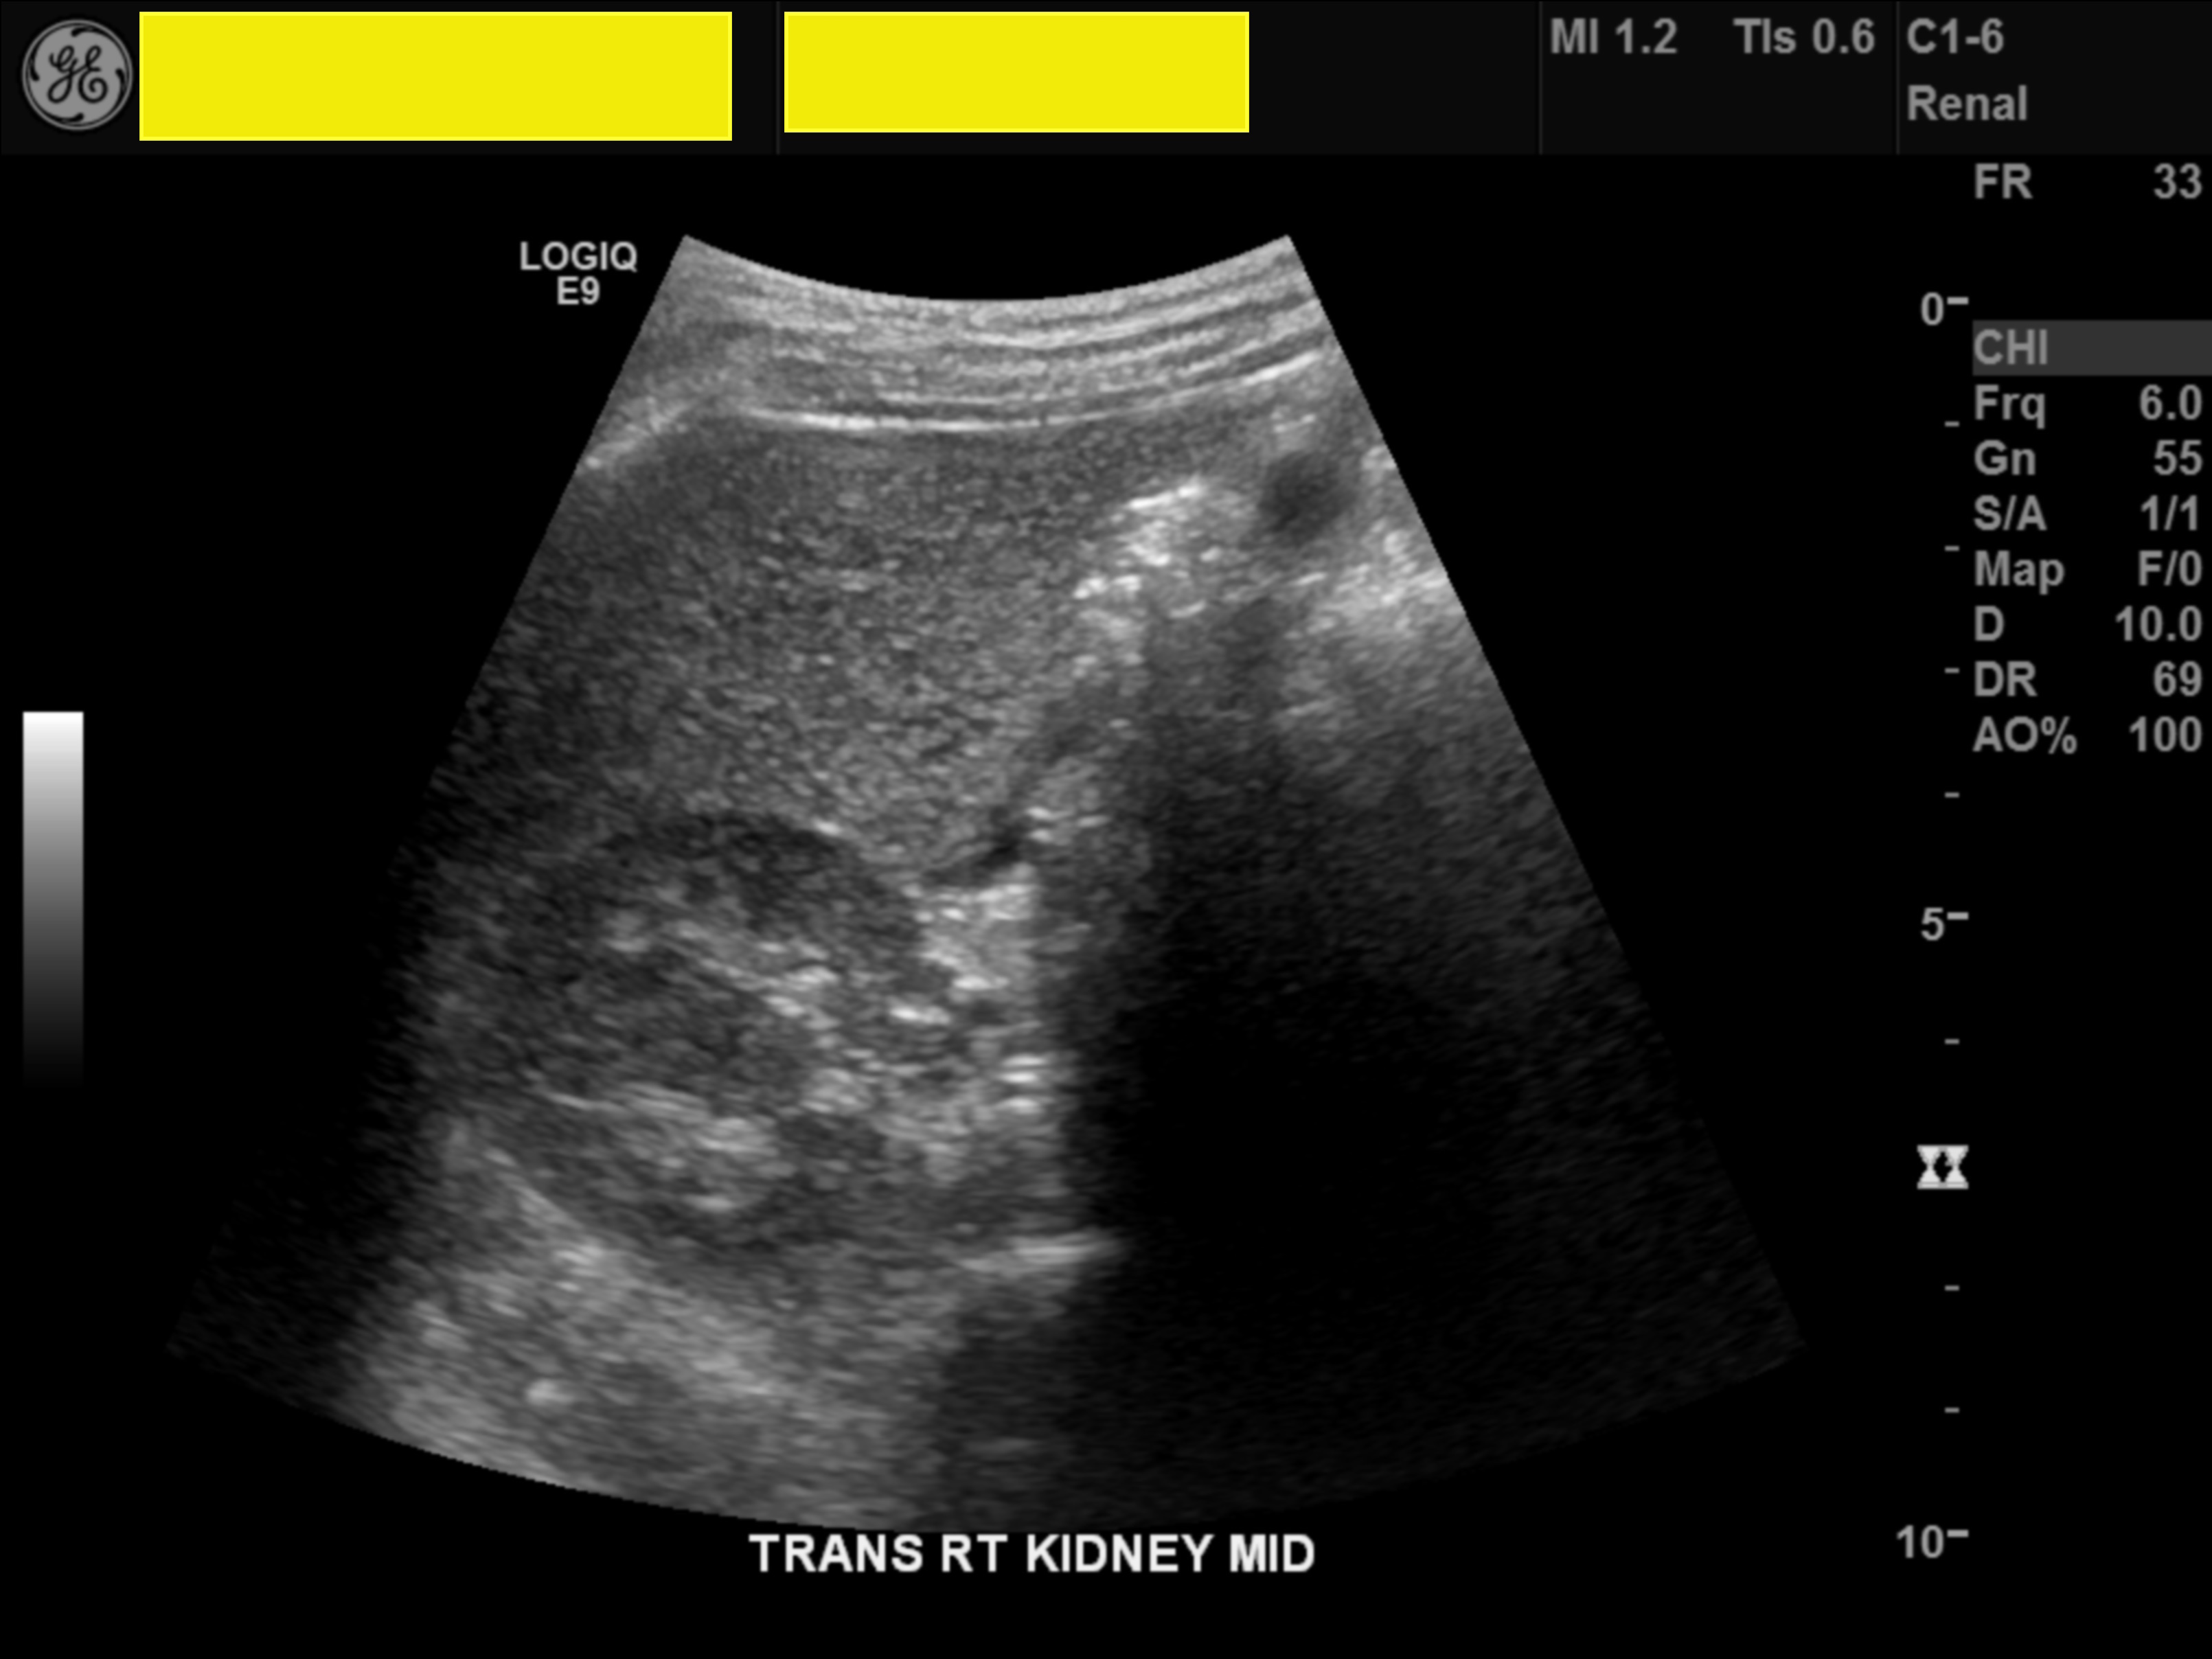 GE
MI 1.2 TIs 0.6 C1-6
Renal
FR 33
LOGIQ
E9
0
CHI
Frq 6.0
Gn 55
S/A 1/1
Map F/0
D 10.0
DR 69
AO% 100
5
10
TRANS RT KIDNEY MID